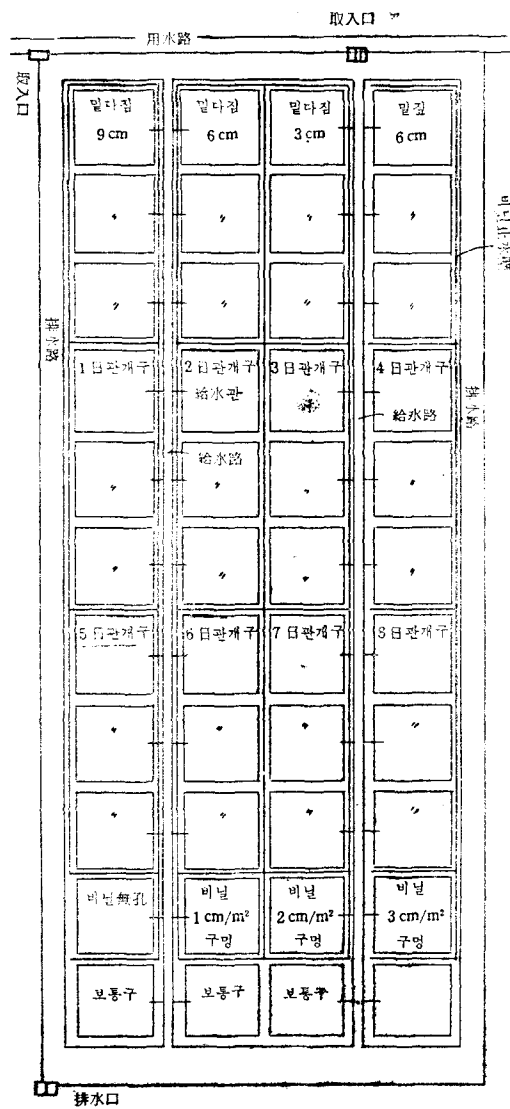 取入口
用水路
取入口
밑다짐
9 cm
밑다짐
6 cm
밑다짐
3 cm
밑짚
6 cm
〃
〃
〃
〃
〃
〃
〃
〃
비닐止水壁
排水路
1日관개구
2日관개구
給水관
3日관개구
〃
4日관개구
給水路
排水路
給水路
〃
〃
〃
〃
〃
〃
〃
〃
5日관개구
6日관개구
7日관개구
8日관개구
〃
〃
〃
〃
〃
〃
〃
〃
비닐無孔
비닐
1 cm/m²
구멍
비닐
2 cm/m²
구멍
비닐
3 cm/m²
구멍
보통구
보통구
보통구
排水口